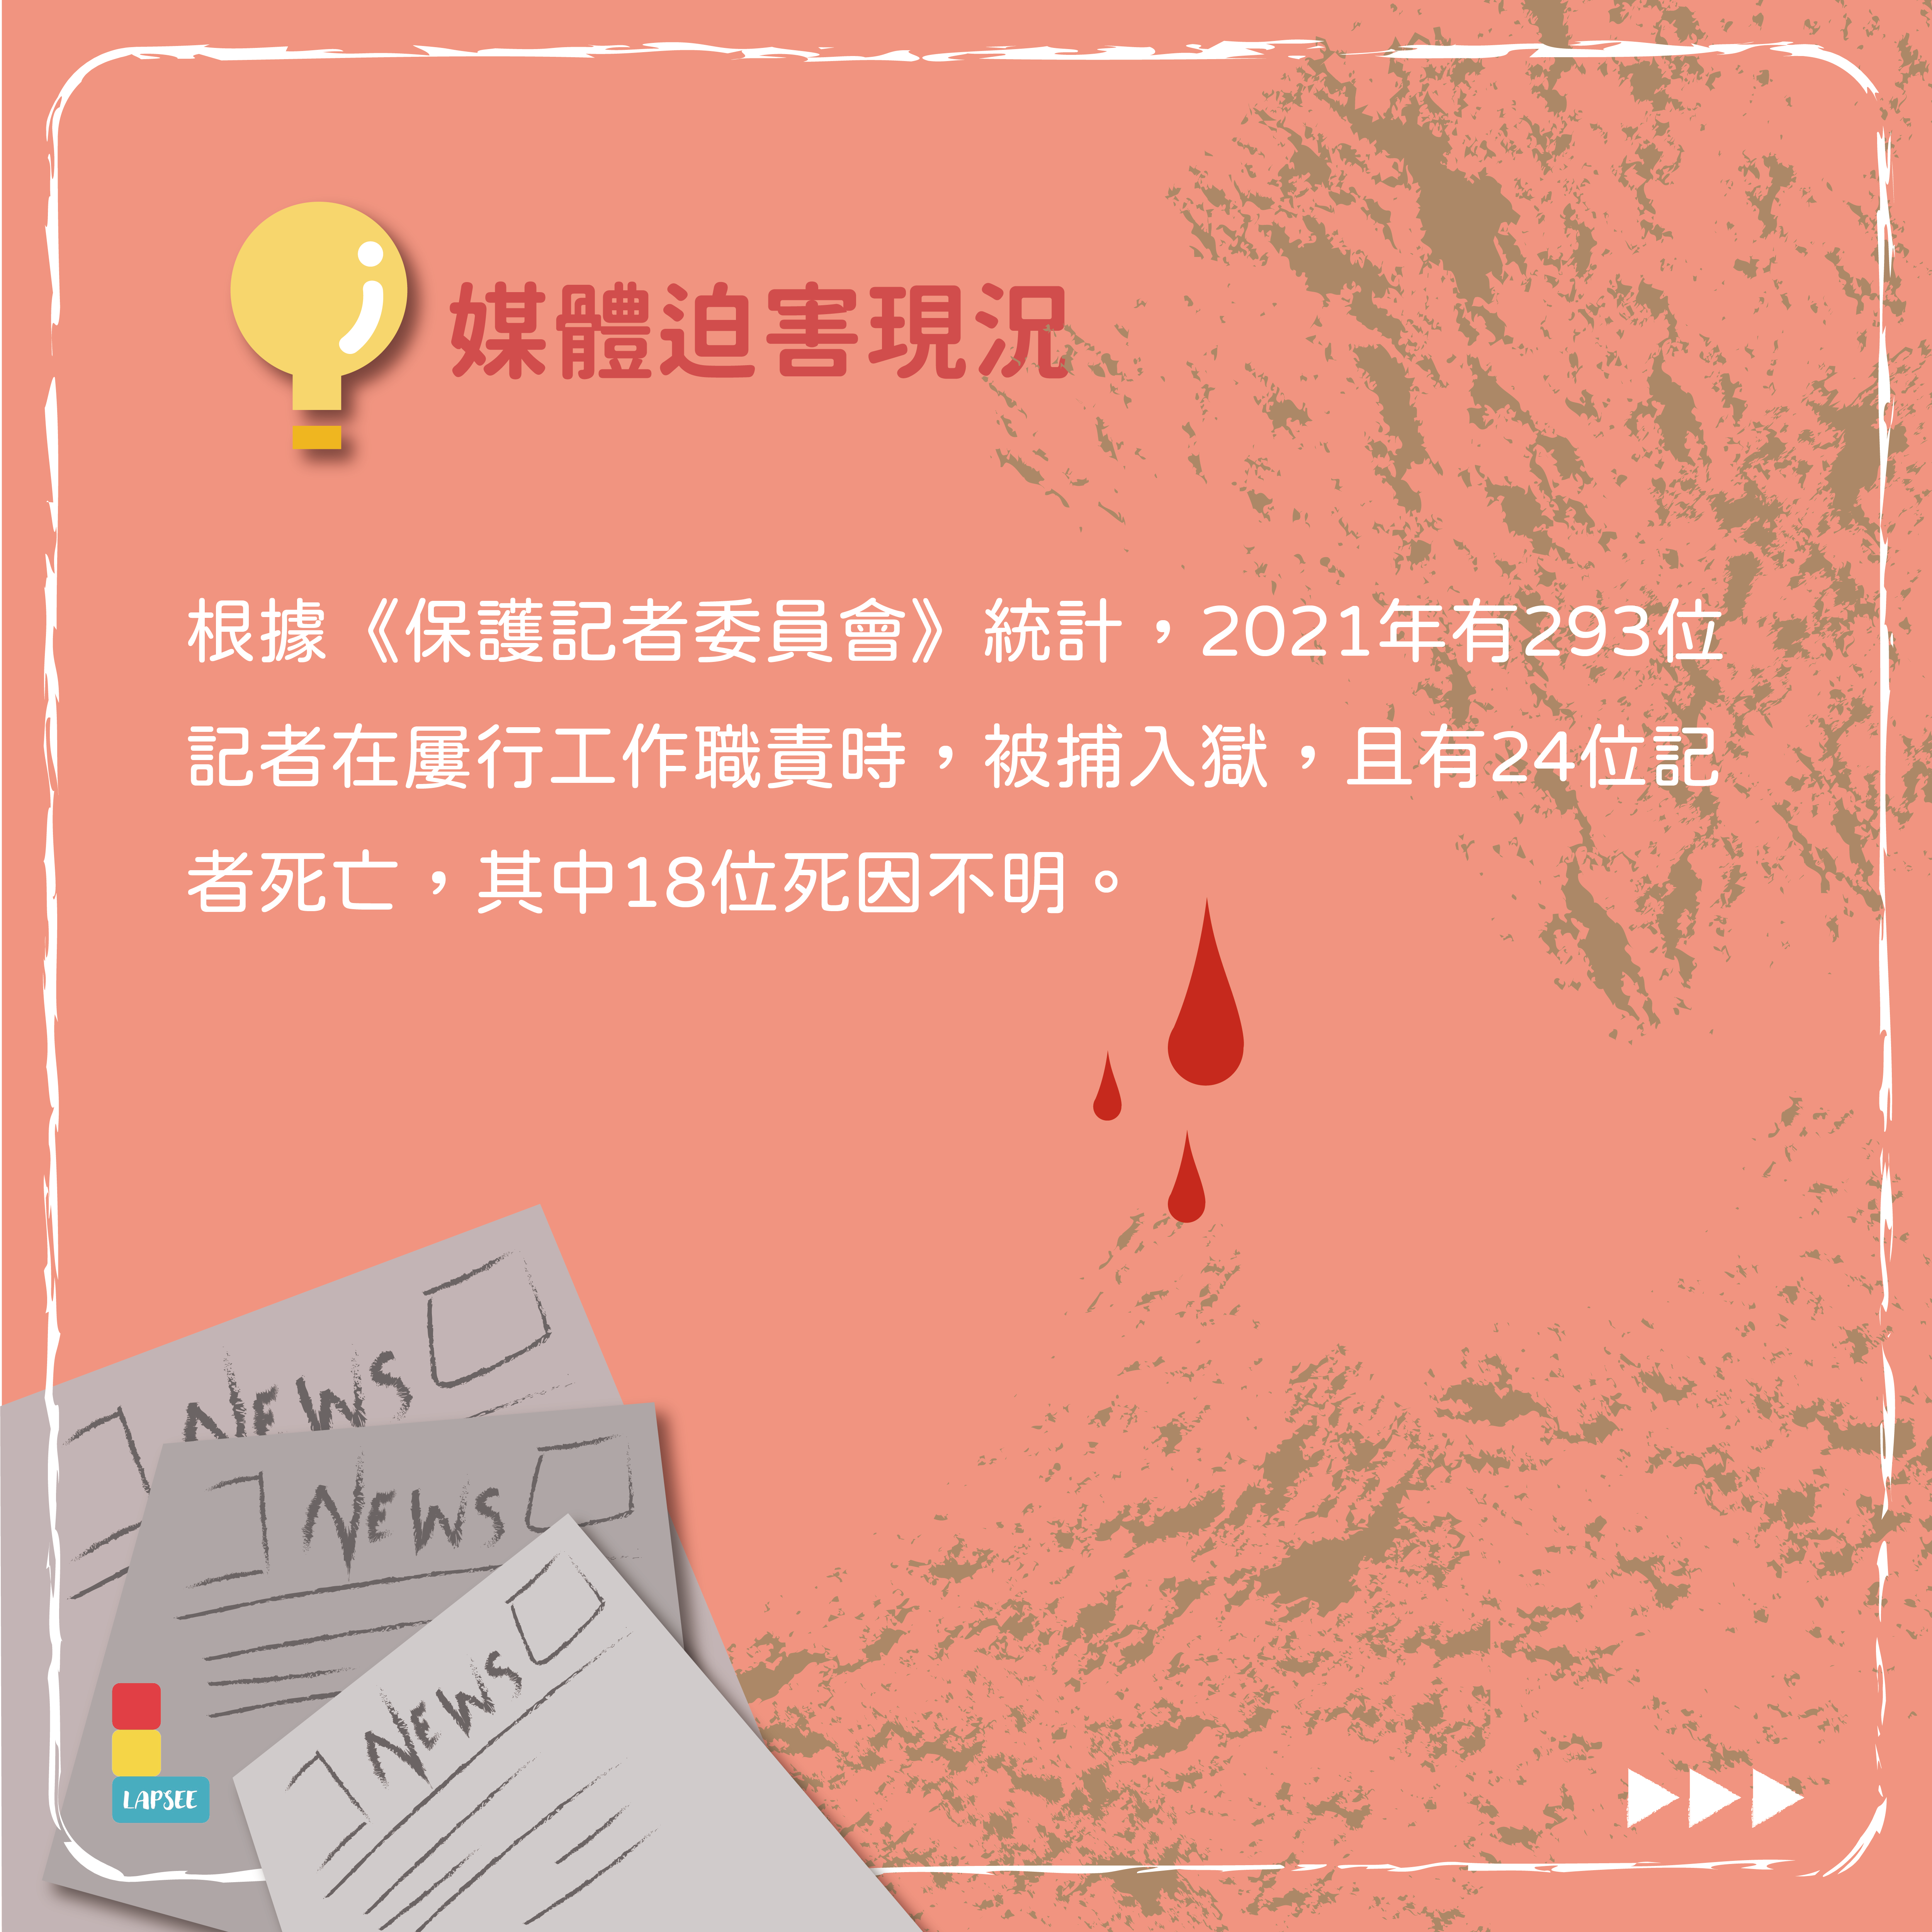 媒體迫害現況
根據《保護記者委員會》統計，2021年有293位
記者在屢行工作職責時，被捕入獄，且有24位記
者死亡，其中18位死因不明。
NEWS
NEWS
NEWS
LAPSEE